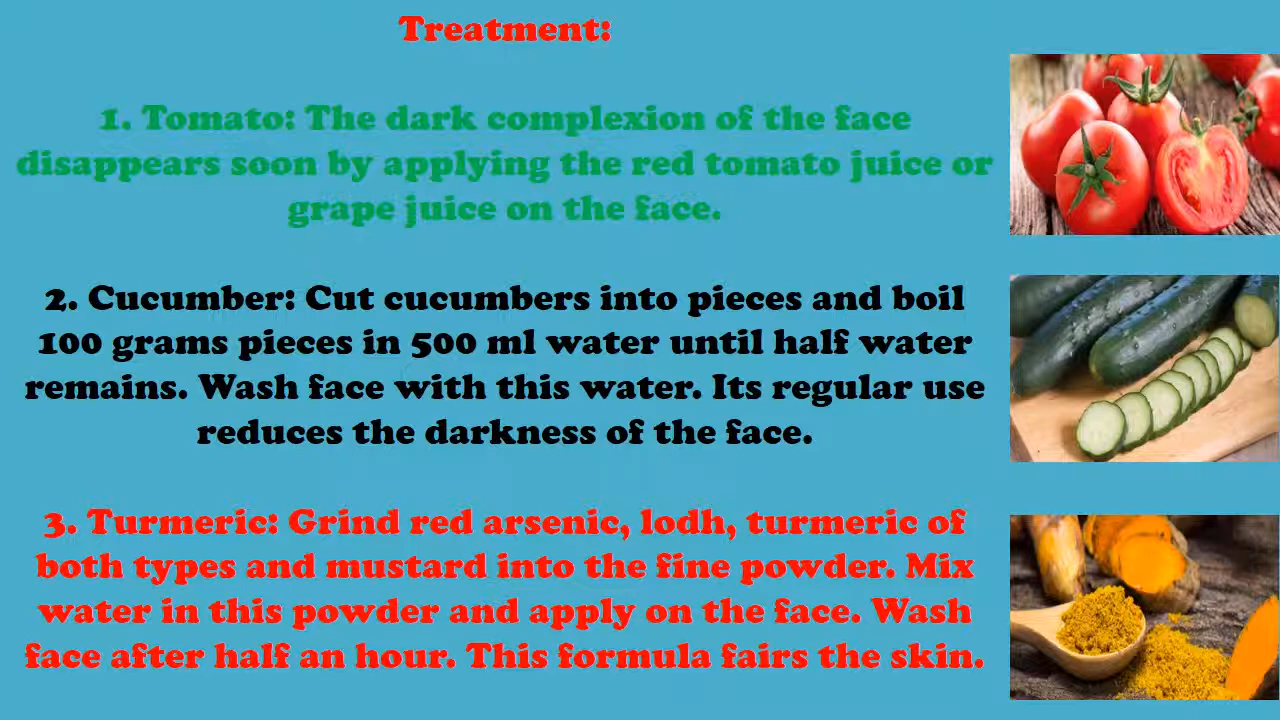 Treatment:
1. Tomato: The dark complexion of the face
disappears soon by applying the red tomato juice or
grape juice on the face.
2. Cucumber: Cut cucumbers into pieces and boil
100 grams pieces in 500 ml water until half water
remains. Wash face with this water. Its regular use
reduces the darkness of the face.
3. Turmeric: Grind red arsenic, lodh, turmeric of
both types and mustard into the fine powder. Mix
water in this powder and apply on the face. Wash
face after half an hour. This formula fairs the skin.